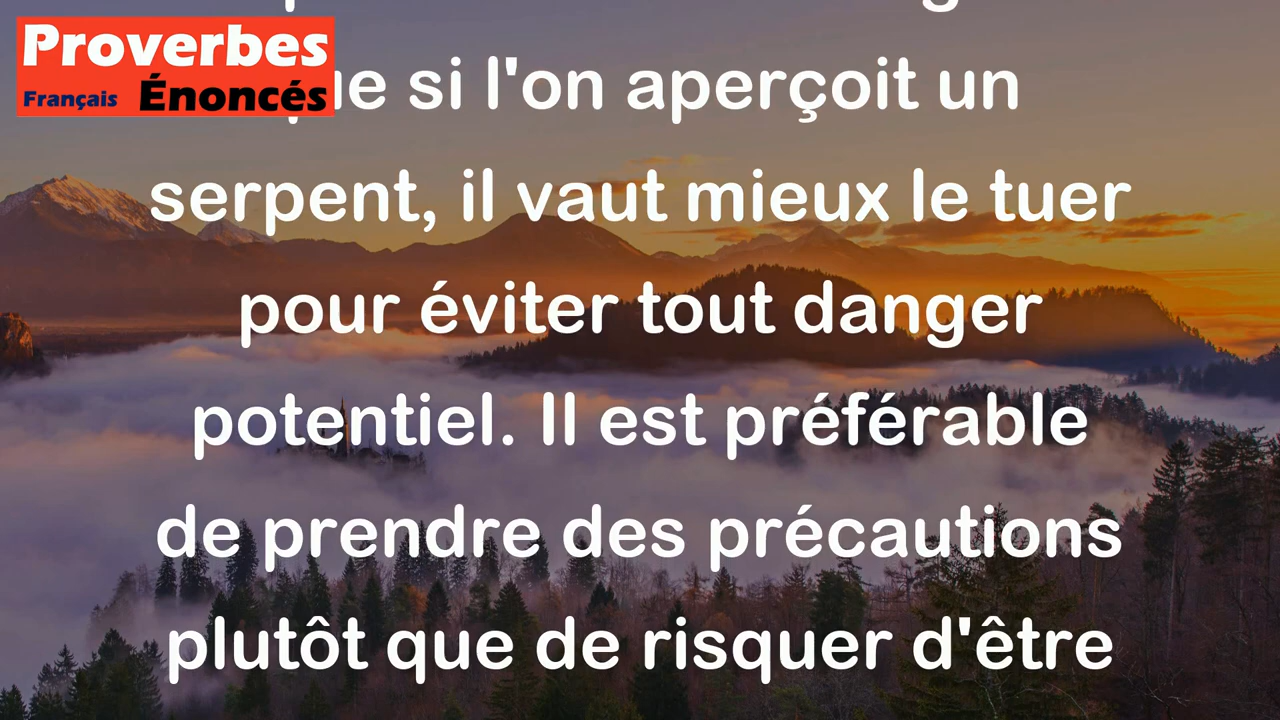 Proverbes
Français Énoncés
si l'on aperçoit un
serpent, il vaut mieux le tuer
pour éviter tout danger
potentiel. Il est préférable
de prendre des précautions
plutôt que de risquer d'être